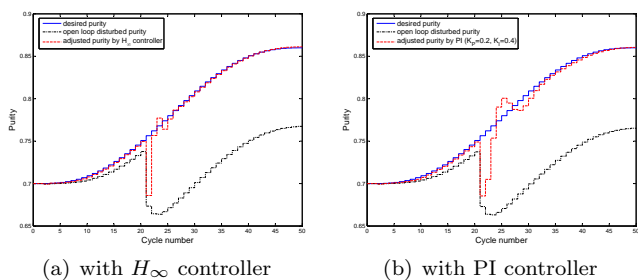 desired purity
open loop disturbed purity
adjusted purity by H∞ controller
0.9
0.85
0.8
0.75
0.7
0.65
Purity
0 5 10 15 20 25 30 35 40 45 50
Cycle number
(a) with H∞ controller
desired purity
open loop disturbed purity
adjusted purity by PI (Kp=0.2, Ki=0.4)
0.9
0.85
0.8
0.75
0.7
0.65
Purity
0 5 10 15 20 25 30 35 40 45 50
Cycle number
(b) with PI controller